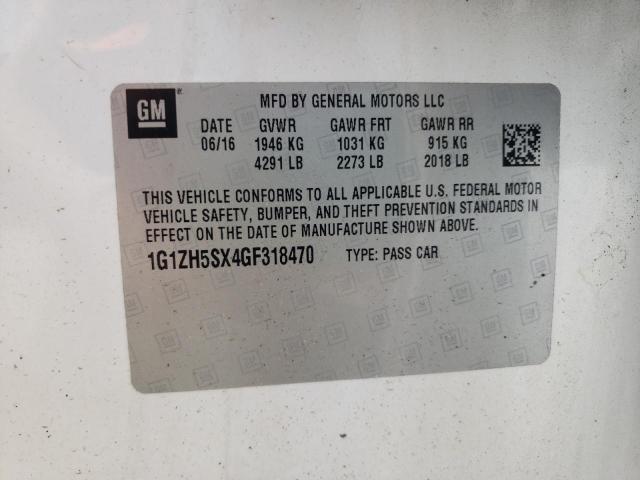 GM
MFD BY GENERAL MOTORS LLC
DATE GVWR GAWR FRT GAWR RR
06/16 1946 KG 1031 KG 915 KG
4291 LB 2273 LB 2018 LB
THIS VEHICLE CONFORMS TO ALL APPLICABLE U.S. FEDERAL MOTOR
VEHICLE SAFETY, BUMPER, AND THEFT PREVENTION STANDARDS IN
EFFECT ON THE DATE OF MANUFACTURE SHOWN ABOVE.
1G1ZH5SX4GF318470 TYPE: PASS CAR